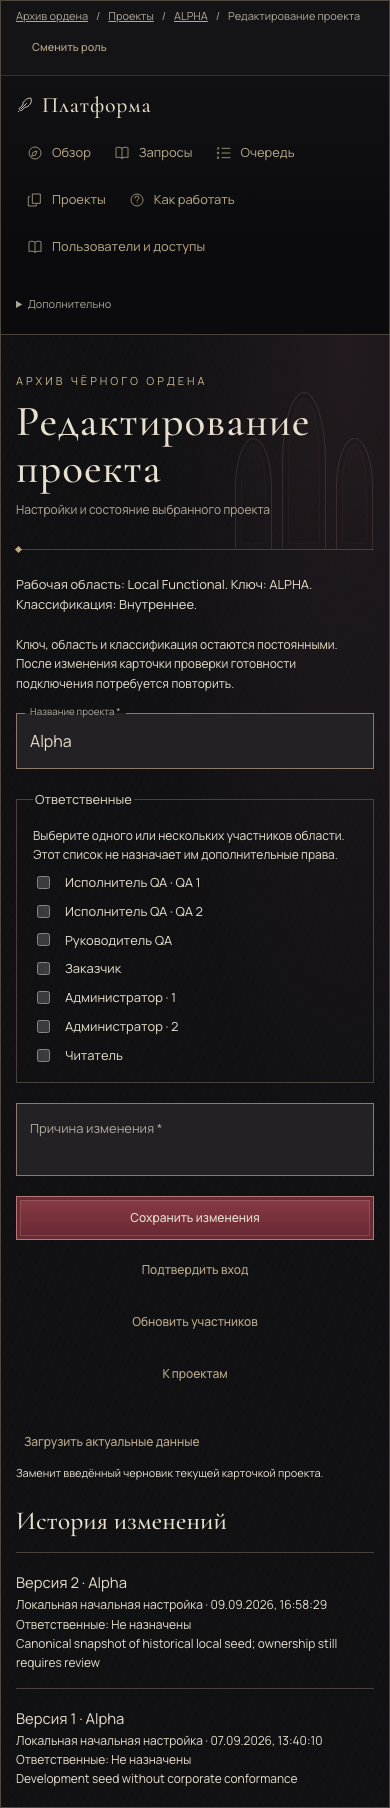 Архив ордена / Проекты / ALPHA / Редактирование проекта
Сменить роль
Платформа
Обзор Запросы Очередь
Проекты Как работать
Пользователи и доступы
Дополнительно
АРХИВ ЧЁРНОГО ОРДЕНА
Редактирование
проекта
Настройки и состояние выбранного проекта
Рабочая область: Local Functional. Ключ: ALPHA.
Классификация: Внутреннее.
Ключ, область и классификация остаются постоянными.
После изменения карточки проверки готовности
подключения потребуется повторить.
Название проекта *
Alpha
Ответственные
Выберите одного или нескольких участников области.
Этот список не назначает им дополнительные права.
Исполнитель QA · QA 1
Исполнитель QA · QA 2
Руководитель QA
Заказчик
Администратор · 1
Администратор · 2
Читатель
Причина изменения *
Сохранить изменения
Подтвердить вход
Обновить участников
К проектам
Загрузить актуальные данные
Заменит введённый черновик текущей карточкой проекта.
История изменений
Версия 2 · Alpha
Локальная начальная настройка · 09.09.2026, 16:58:29
Ответственные: Не назначены
Canonical snapshot of historical local seed; ownership still
requires review
Версия 1 · Alpha
Локальная начальная настройка · 07.09.2026, 13:40:10
Ответственные: Не назначены
Development seed without corporate conformance